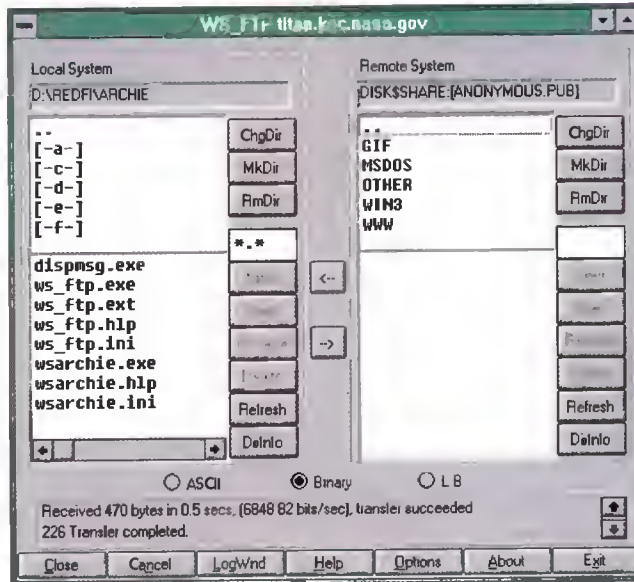 WS_FTP titan.ksc.nasa.gov
Local System
D:\REDFI\ARCHIE
..
[-a-]
[-c-]
[-d-]
[-e-]
[-f-]
ChgDir
MkDir
RmDir
*.*
dispmsg.exe
ws_ftp.exe
ws_ftp.ext
ws_ftp.hlp
ws_ftp.ini
wsarchie.exe
wsarchie.hlp
wsarchie.ini
Refresh
DirInfo
<--
-->
Remote System
DISK$SHARE:[ANONYMOUS.PUB]
..
GIF
MSDOS
OTHER
WIN3
WWW
ChgDir
MkDir
RmDir
Refresh
DirInfo
ASCII Binary L 8
Received 470 bytes in 0.5 secs, (6848 82 bits/sec), transfer succeeded
226 Transfer completed.
Close Cancel LogWnd Help Options About Exit